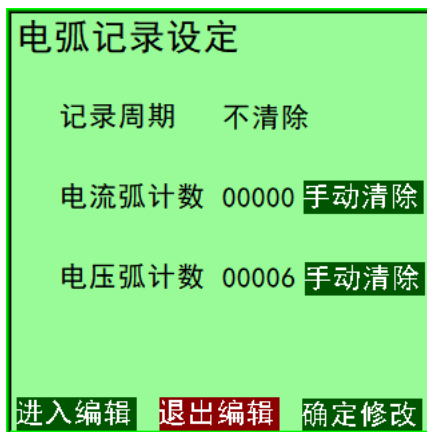 电弧记录设定
记录周期 不清除
电流弧计数 00000 手动清除
电压弧计数 00006 手动清除
进入编辑 退出编辑 确定修改